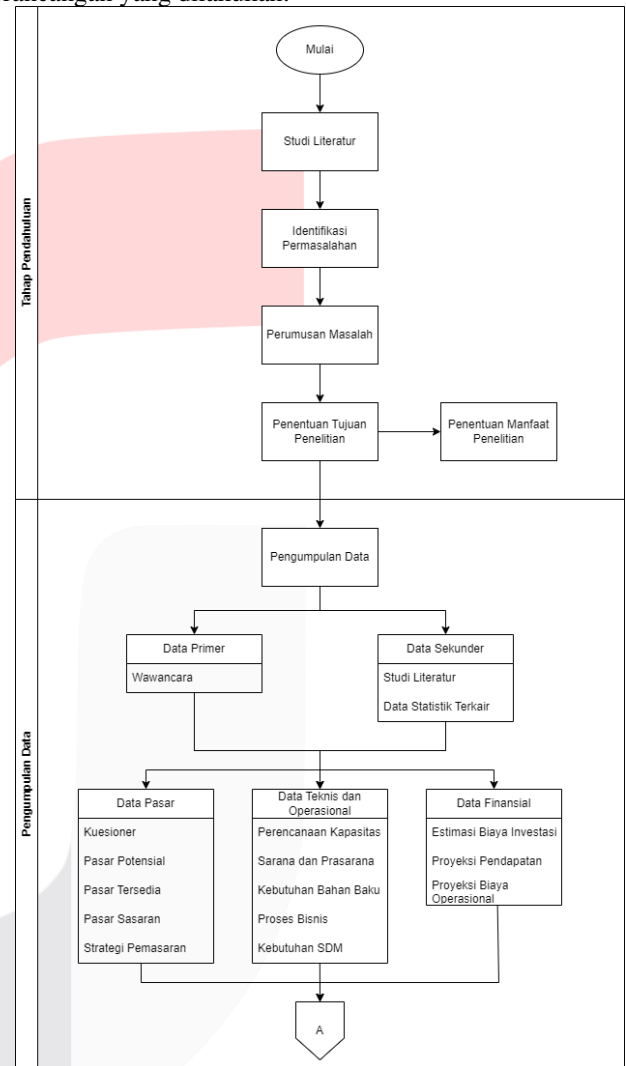 Mulai
Studi Literatur
Identifikasi
Permasalahan
Perumusan Masalah
Penentuan Tujuan
Penelitian
Penentuan Manfaat
Penelitian
Tahap Pendahuluan
Pengumpulan Data
Data Primer
Wawancara
Data Sekunder
Studi Literatur
Data Statistik Terkair
Pengumpulan Data
Data Pasar
Kuesioner
Pasar Potensial
Pasar Tersedia
Pasar Sasaran
Strategi Pemasaran
Data Teknis dan
Operasional
Perencanaan Kapasitas
Sarana dan Prasarana
Kebutuhan Bahan Baku
Proses Bisnis
Kebutuhan SDM
Data Finansial
Estimasi Biaya Investasi
Proyeksi Pendapatan
Proyeksi Biaya
Operasional
A